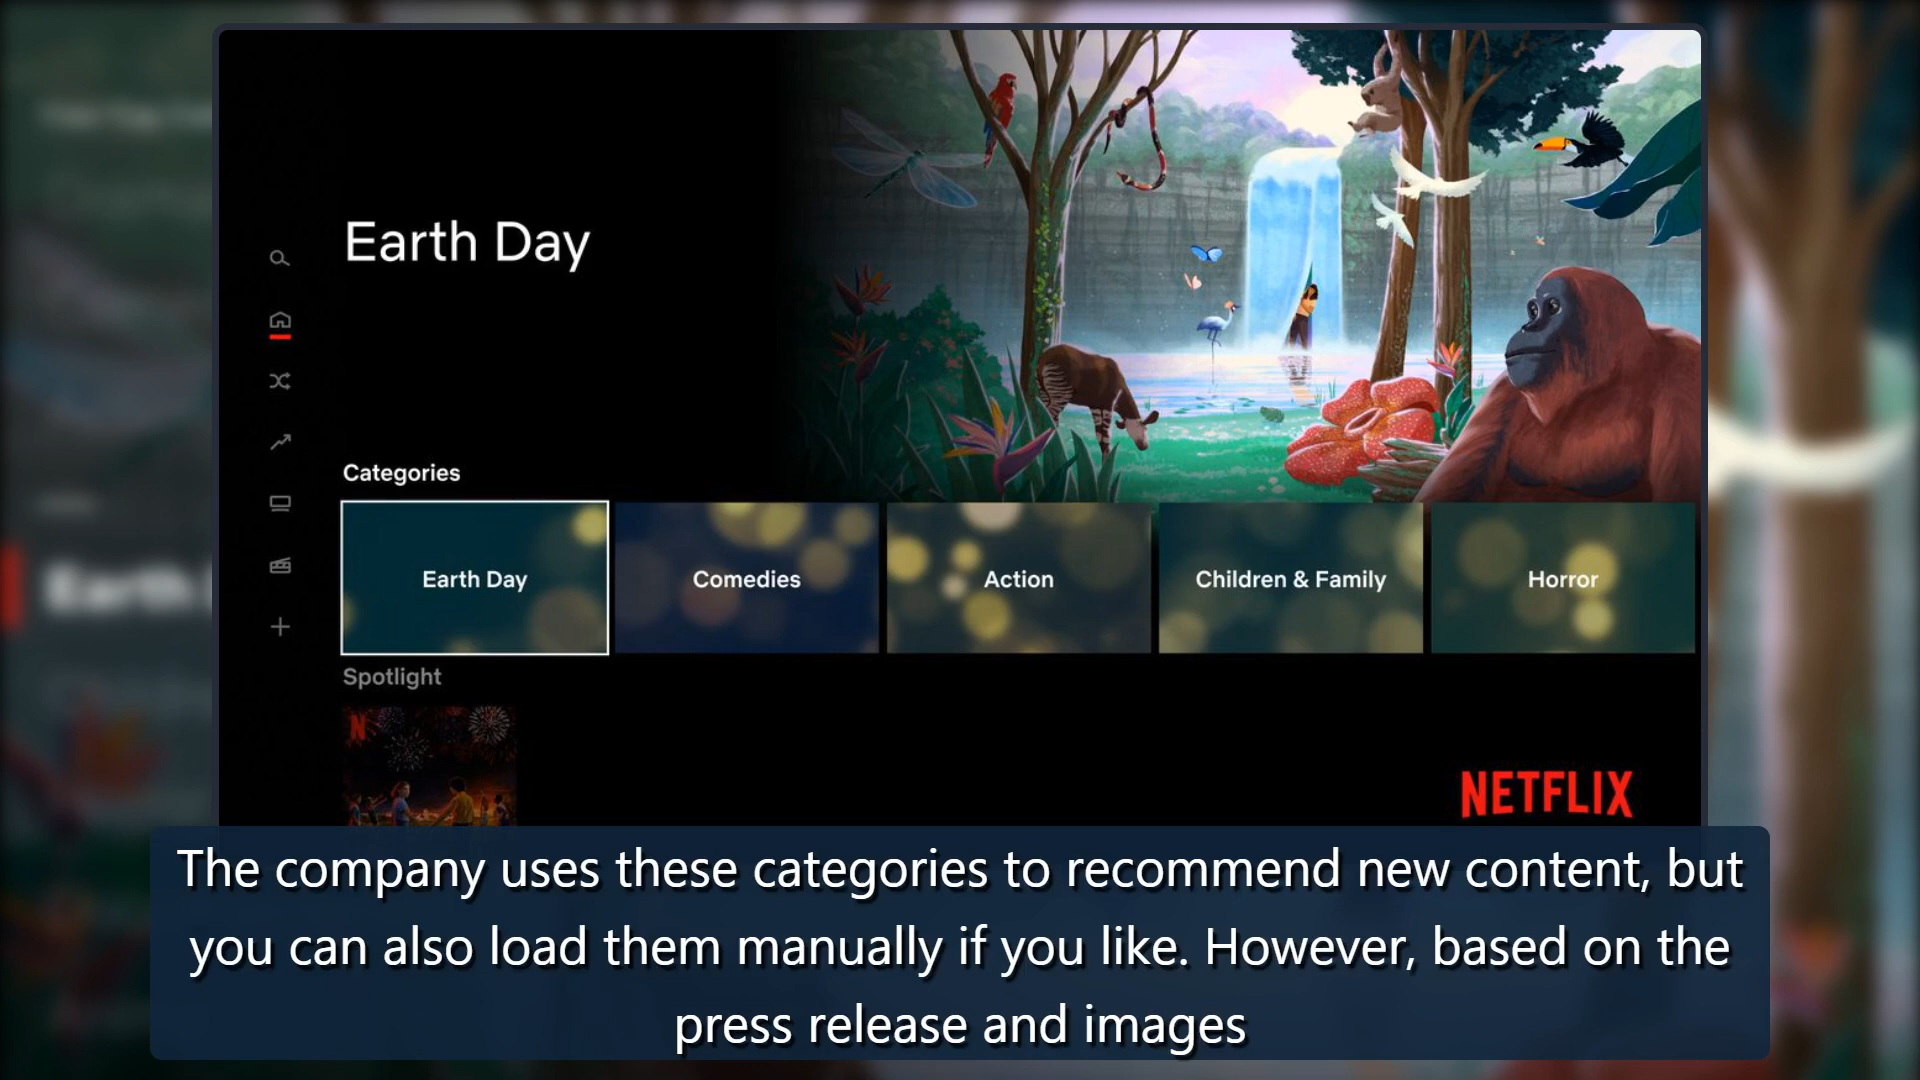 Earth Day
Categories
Earth Day
Comedies
Action
Children & Family
Horror
Spotlight
N
NETFLIX
The company uses these categories to recommend new content, but
you can also load them manually if you like. However, based on the
press release and images